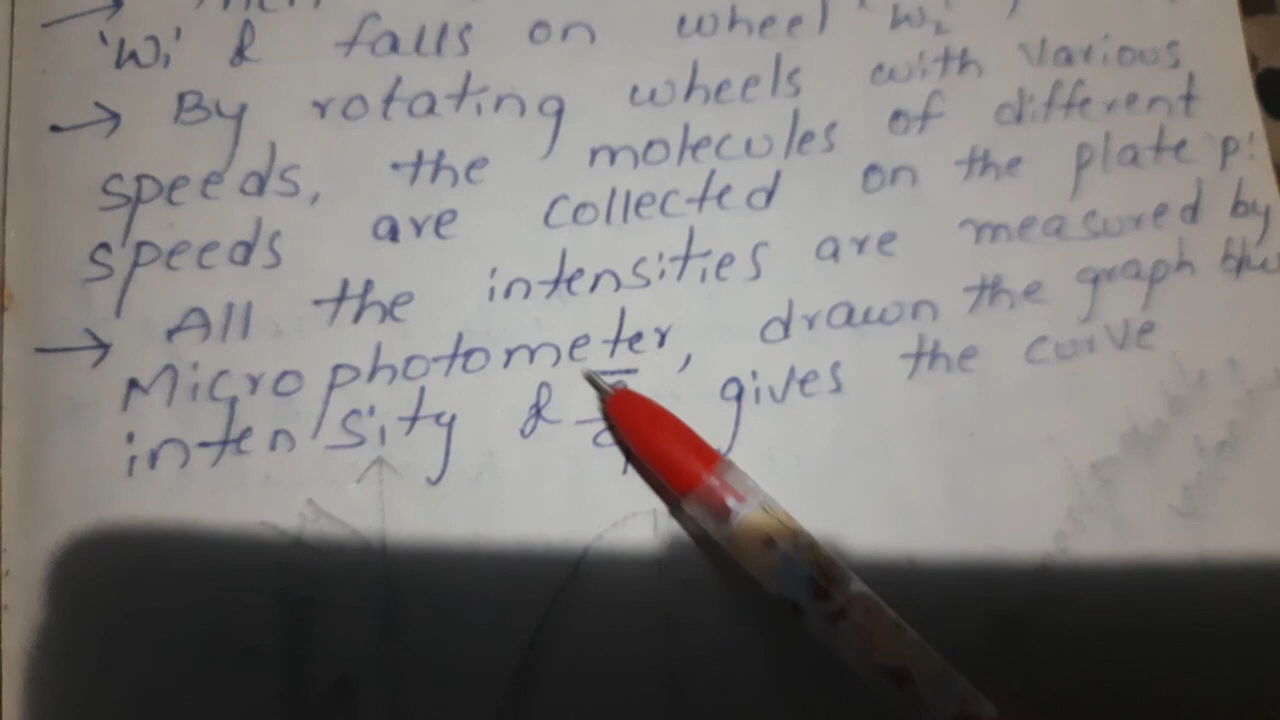 'W₁' & falls on wheel 'W₂'
→ By rotating wheels with various
speeds, the molecules of different
speeds are collected on the plate 'p'.
→ All the intensities are measured by
Microphotometer, drawn the graph b/w
intensity & gives the curve